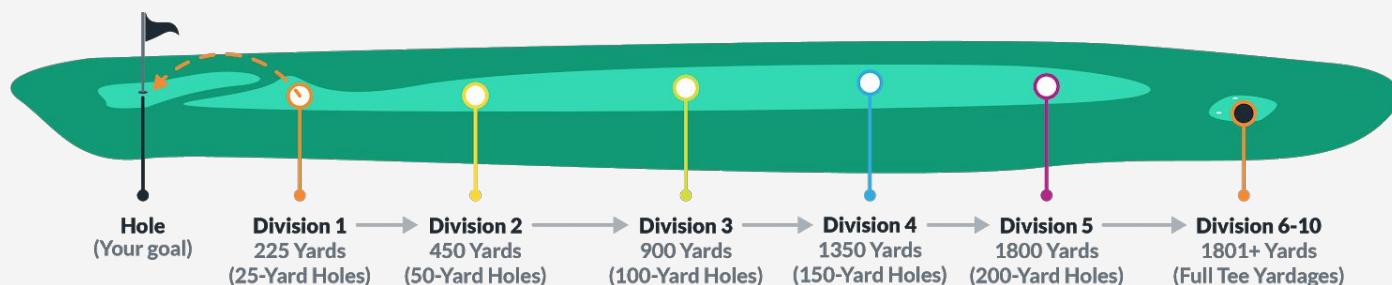 Hole
(Your goal)
Division 1
225 Yards
(25-Yard Holes)
Division 2
450 Yards
(50-Yard Holes)
Division 3
900 Yards
(100-Yard Holes)
Division 4
1350 Yards
(150-Yard Holes)
Division 5
1800 Yards
(200-Yard Holes)
Division 6-10
1801+ Yards
(Full Tee Yardages)